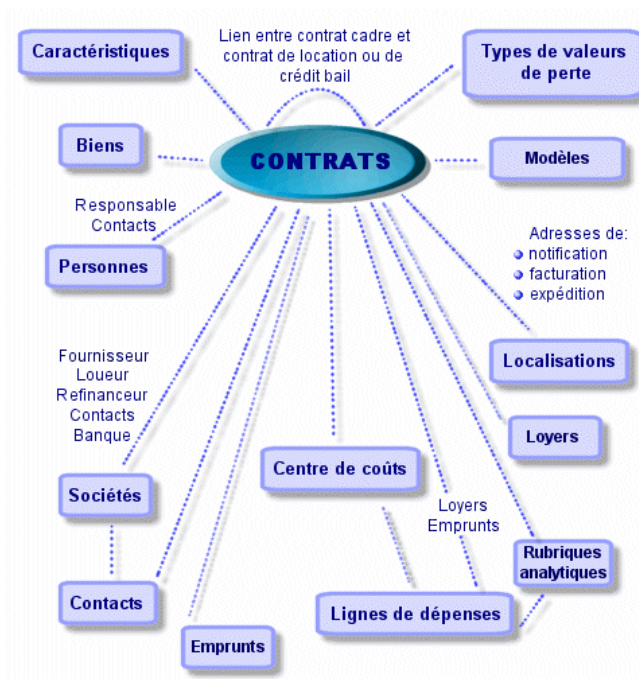 Lien entre contrat cadre et
contrat de location ou de
crédit bail
Caractéristiques
Types de valeurs
de perte
Biens
CONTRATS
Modèles
Responsable
Contacts
Personnes
Adresses de:
notification
facturation
expédition
Localisations
Fournisseur
Loueur
Refinanceur
Contacts
Banque
Loyers
Centre de coûts
Sociétés
Loyers
Emprunts
Rubriques
analytiques
Contacts
Lignes de dépenses
Emprunts